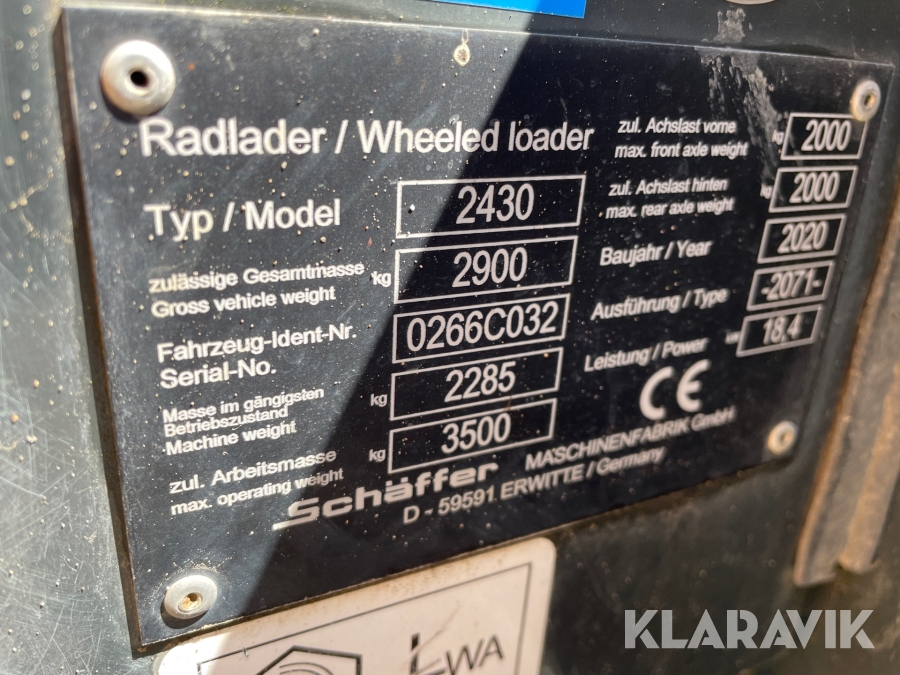 Radlader / Wheeled loader
Typ / Model 2430
zulässige Gesamtmasse
Gross vehicle weight kg 2900
Fahrzeug-Ident-Nr.
Serial-No. 0266C032
Masse im gängigsten
Betriebszustand
Machine weight kg 2285
zul. Arbeitsmasse
max. operating weight kg 3500
zul. Achslast vorne
max. front axle weight kg 2000
zul. Achslast hinten
max. rear axle weight kg 2000
Baujahr / Year 2020
Ausführung / Type -2071-
Leistung / Power kW 18,4
CE
Schäffer MASCHINENFABRIK GmbH
D - 59591 ERWITTE / Germany
KLARAVIK